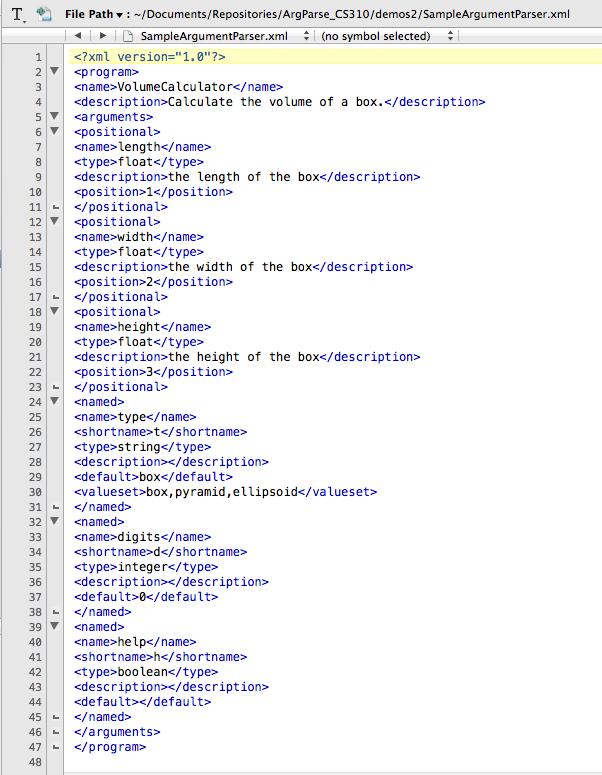 File Path ▾ : ~/Documents/Repositories/ArgParse_CS310/demos2/SampleArgumentParser.xml
SampleArgumentParser.xml (no symbol selected)
1 <?xml version="1.0"?>
2 <program>
3 <name>VolumeCalculator</name>
4 <description>Calculate the volume of a box.</description>
5 <arguments>
6 <positional>
7 <name>length</name>
8 <type>float</type>
9 <description>the length of the box</description>
10 <position>1</position>
11 </positional>
12 <positional>
13 <name>width</name>
14 <type>float</type>
15 <description>the width of the box</description>
16 <position>2</position>
17 </positional>
18 <positional>
19 <name>height</name>
20 <type>float</type>
21 <description>the height of the box</description>
22 <position>3</position>
23 </positional>
24 <named>
25 <name>type</name>
26 <shortname>t</shortname>
27 <type>string</type>
28 <description></description>
29 <default>box</default>
30 <valueset>box,pyramid,ellipsoid</valueset>
31 </named>
32 <named>
33 <name>digits</name>
34 <shortname>d</shortname>
35 <type>integer</type>
36 <description></description>
37 <default>0</default>
38 </named>
39 <named>
40 <name>help</name>
41 <shortname>h</shortname>
42 <type>boolean</type>
43 <description></description>
44 <default></default>
45 </named>
46 </arguments>
47 </program>
48